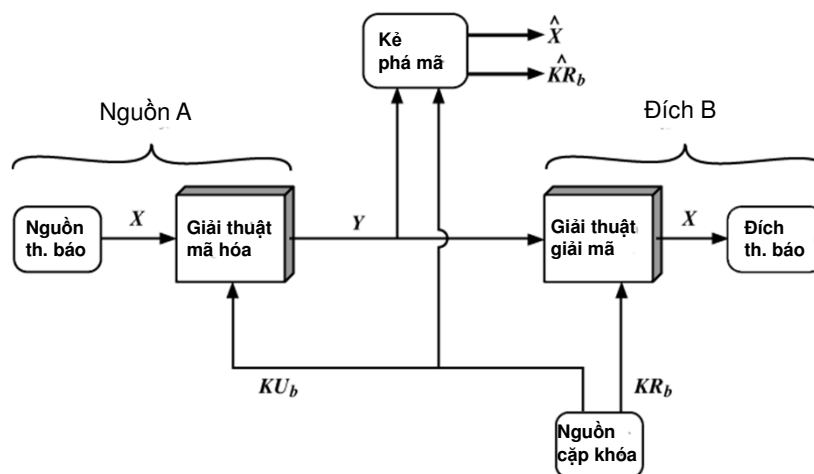 Kẻ
phá mã
X̂
K̂R_b
Nguồn A
Đích B
Nguồn
th. báo
X
Giải thuật
mã hóa
Y
Giải thuật
giải mã
X
Đích
th. báo
KU_b
KR_b
Nguồn
cặp khóa